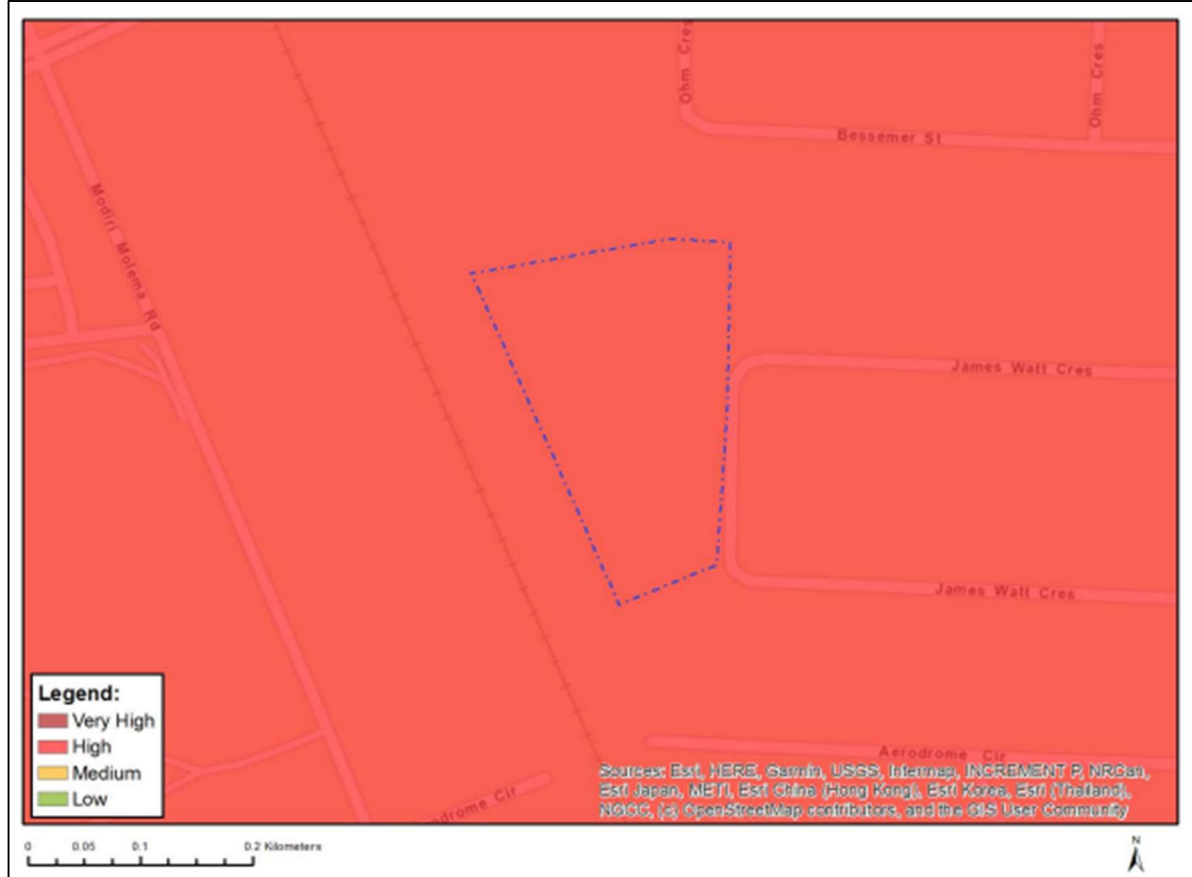 Ohm Cres
Ohm Cres
Bessemer St
Modiri Molema Rd
James Watt Cres
James Watt Cres
Aerodrome Cir
odrome Cir
Legend:
Very High
High
Medium
Low
Sources: Esri, HERE, Garmin, USGS, Intermap, INCREMENT P, NRCan,
Esri Japan, METI, Esri China (Hong Kong), Esri Korea, Esri (Thailand),
NGCC, (c) OpenStreetMap contributors, and the GIS User Community
0 0.05 0.1 0.2 Kilometers
N